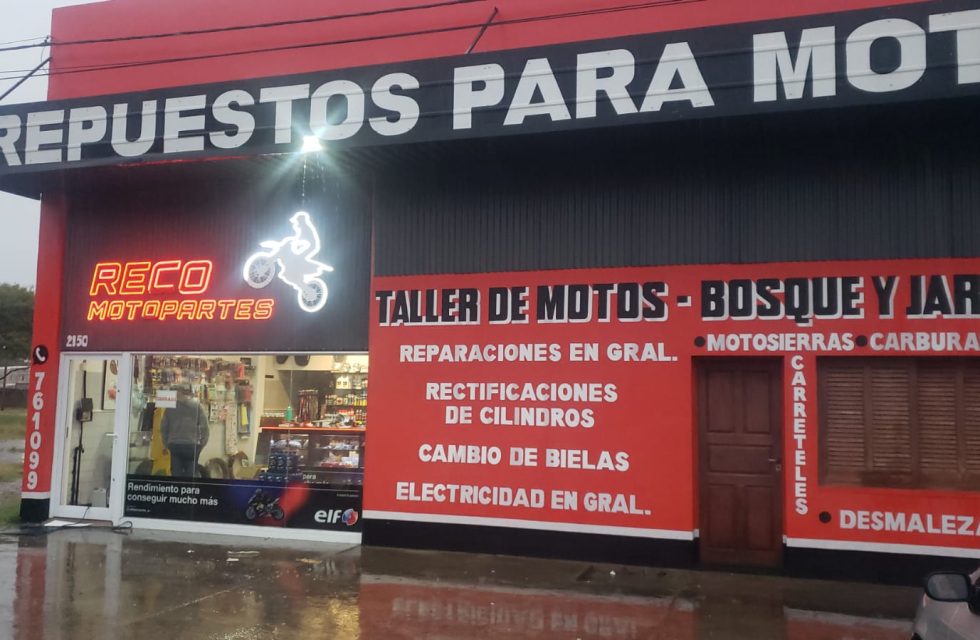 REPUESTOS PARA MOT
RECO
MOTOPARTES
2150
761099
TALLER DE MOTOS - BOSQUE Y JAR
REPARACIONES EN GRAL.
RECTIFICACIONES
DE CILINDROS
CAMBIO DE BIELAS
ELECTRICIDAD EN GRAL.
•MOTOSIERRAS•CARBURA
CARRETELES
•DESMALEZA
Rendimiento para
conseguir mucho más
elf